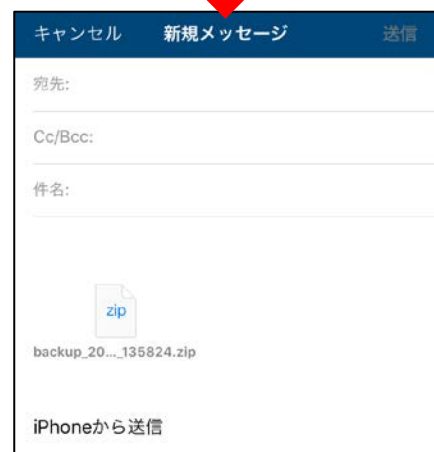 キャンセル 新規メッセージ 送信
宛先:
Cc/Bcc:
件名:
zip
backup_20..._135824.zip
iPhoneから送信